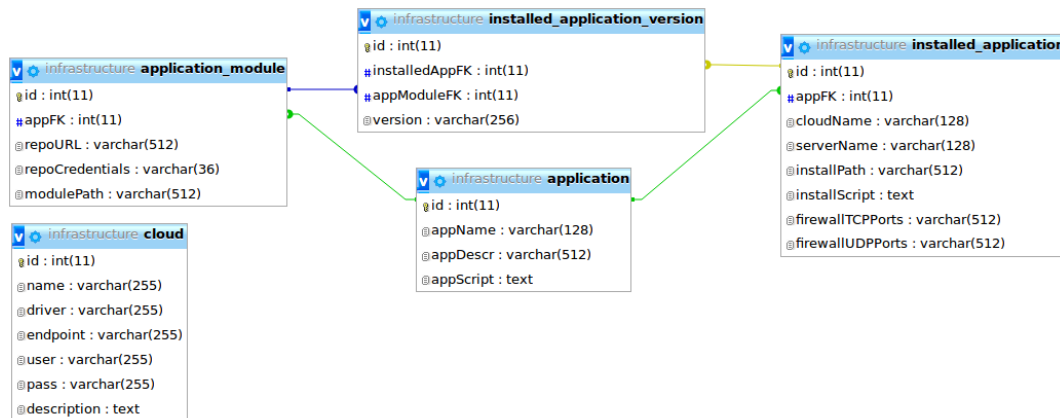 infrastructure installed_application_version
id : int(11)
installedAppFK : int(11)
appModuleFK : int(11)
version : varchar(256)
infrastructure installed_application
id : int(11)
appFK : int(11)
cloudName : varchar(128)
serverName : varchar(128)
installPath : varchar(512)
installScript : text
firewallTCPPorts : varchar(512)
firewallUDPPorts : varchar(512)
infrastructure application_module
id : int(11)
appFK : int(11)
repoURL : varchar(512)
repoCredentials : varchar(36)
modulePath : varchar(512)
infrastructure application
id : int(11)
appName : varchar(128)
appDescr : varchar(512)
appScript : text
infrastructure cloud
id : int(11)
name : varchar(255)
driver : varchar(255)
endpoint : varchar(255)
user : varchar(255)
pass : varchar(255)
description : text